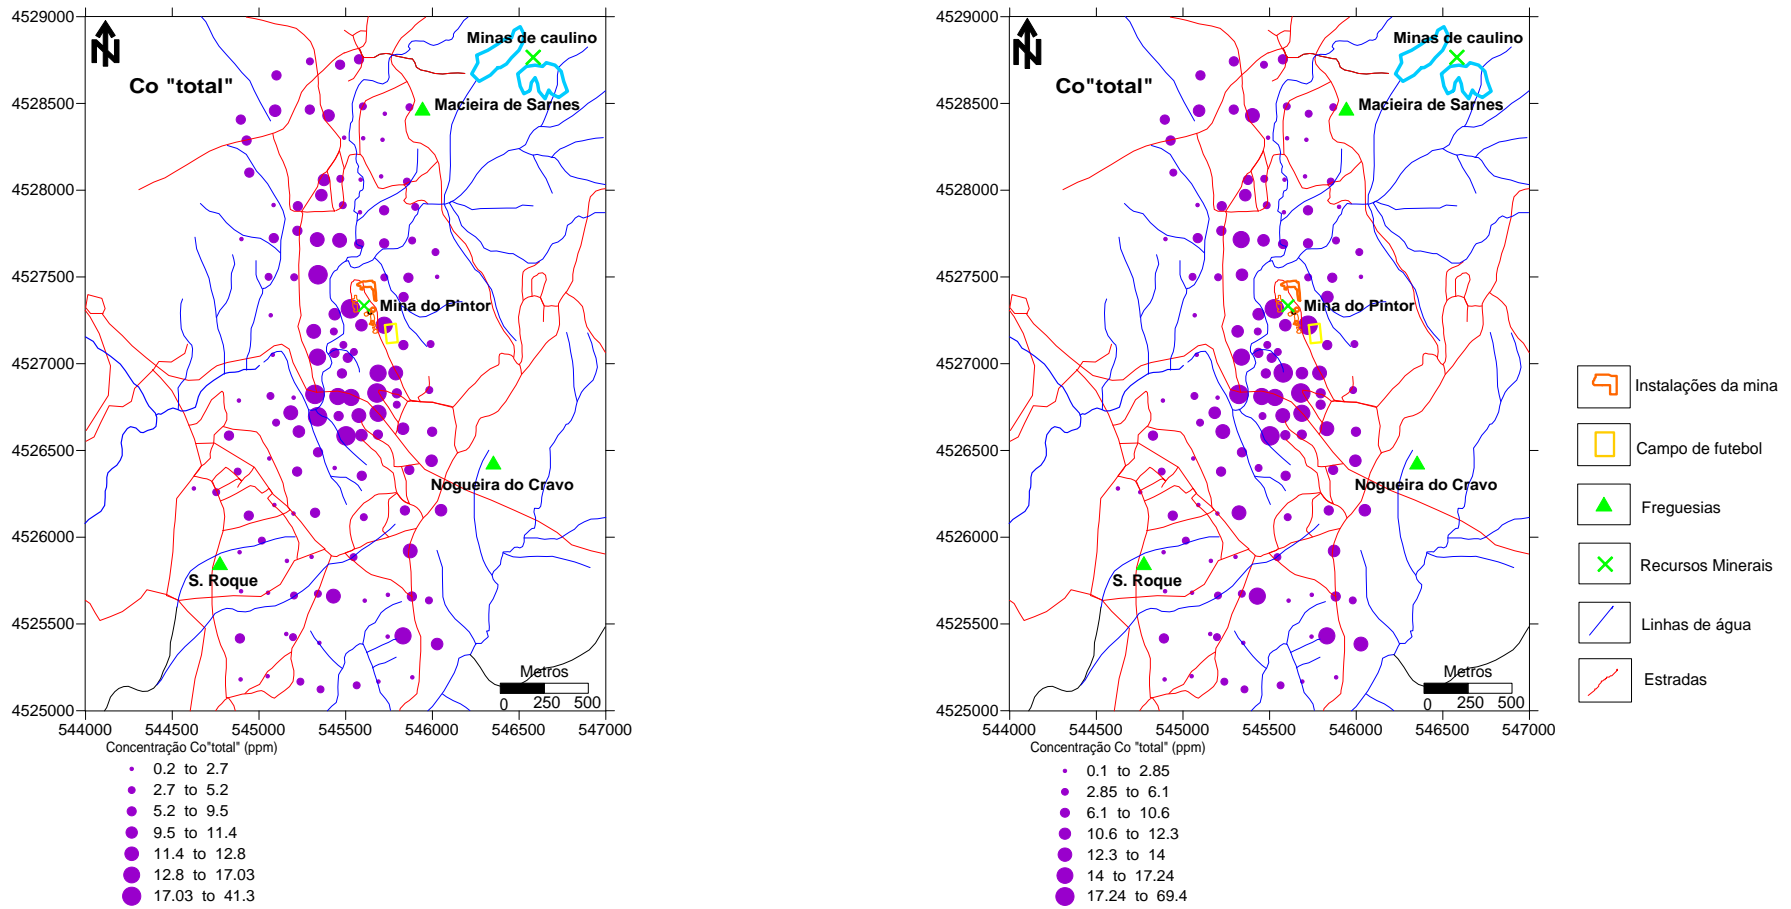 4529000
4528500
4528000
4527500
4527000
4526500
4526000
4525500
4525000
544000 544500 545000 545500 546000 546500 547000
N
Co "total"
Minas de caulino
Macieira de Sarnes
Mina do Pintor
Nogueira do Cravo
S. Roque
Metros
0 250 500
Concentração Co"total" (ppm)
0.2 to 2.7
2.7 to 5.2
5.2 to 9.5
9.5 to 11.4
11.4 to 12.8
12.8 to 17.03
17.03 to 41.3
4529000
4528500
4528000
4527500
4527000
4526500
4526000
4525500
4525000
544000 544500 545000 545500 546000 546500 547000
N
Co"total"
Minas de caulino
Macieira de Sarnes
Mina do Pintor
Nogueira do Cravo
S. Roque
Metros
0 250 500
Concentração Co "total" (ppm)
0.1 to 2.85
2.85 to 6.1
6.1 to 10.6
10.6 to 12.3
12.3 to 14
14 to 17.24
17.24 to 69.4
Instalações da mina
Campo de futebol
Freguesias
Recursos Minerais
Linhas de água
Estradas